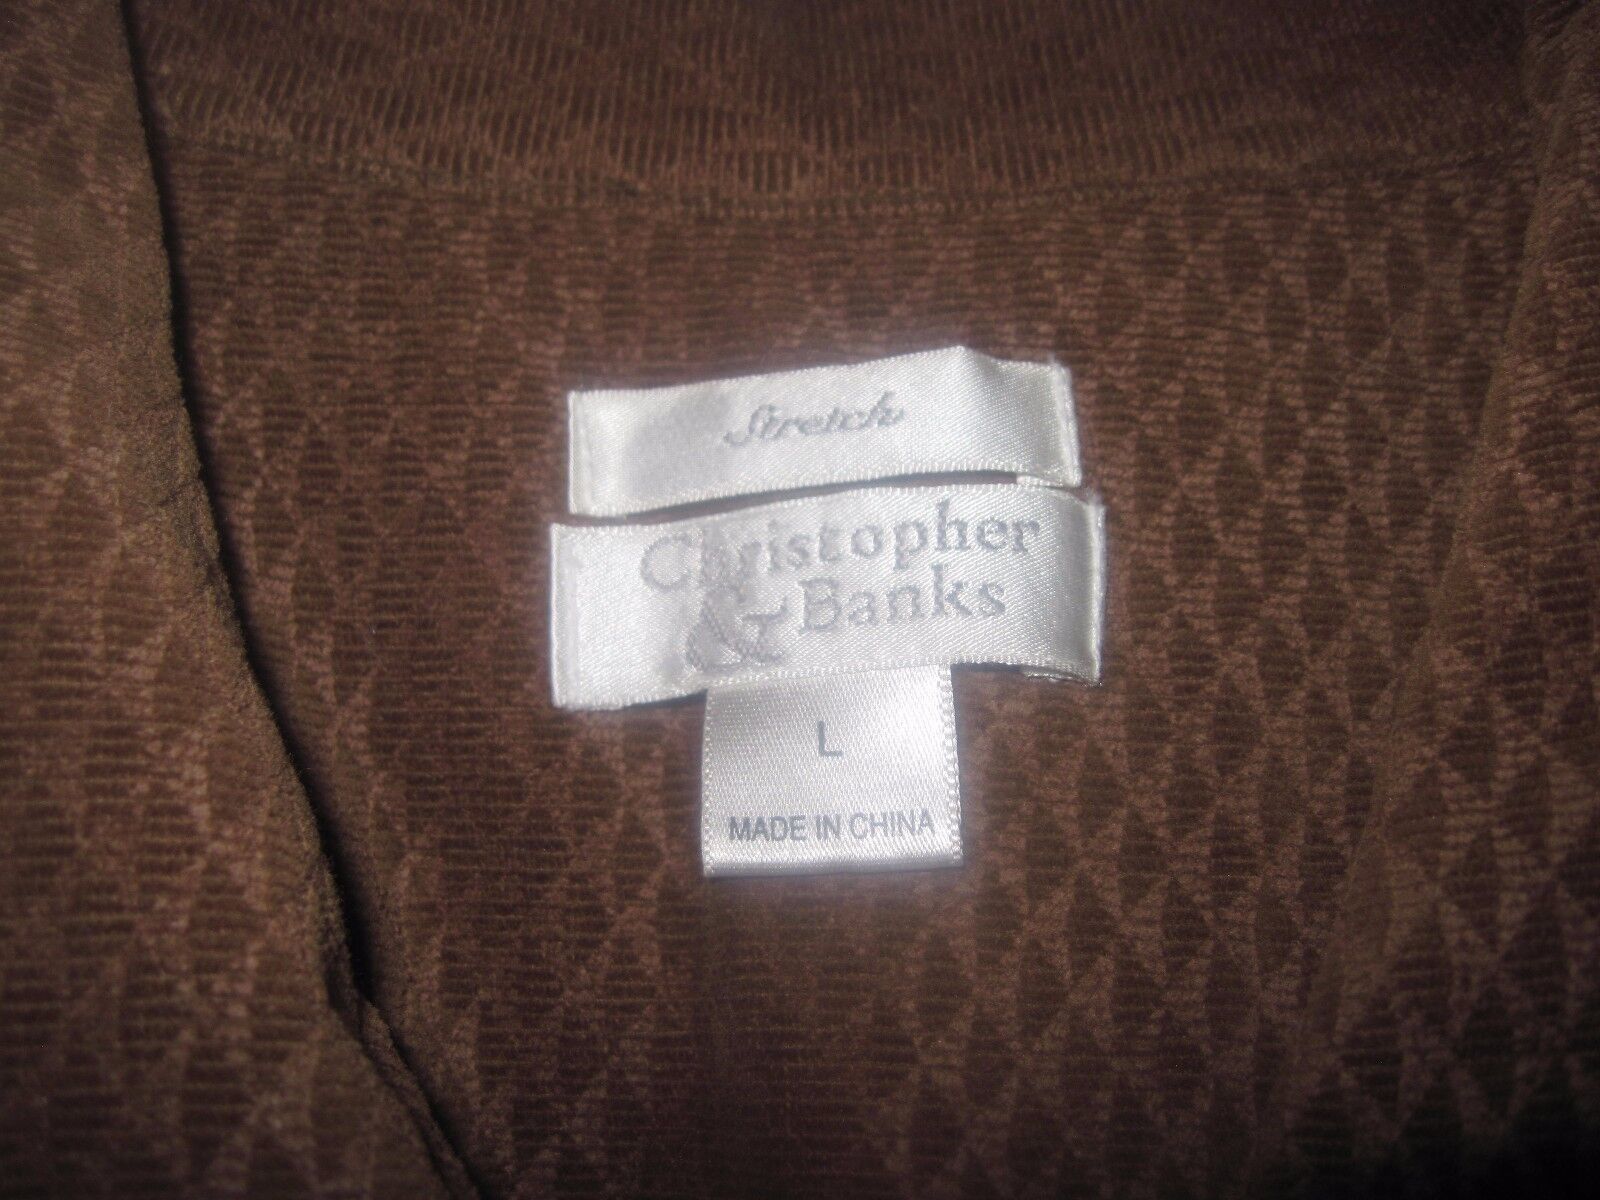 Stretch
Christopher
& Banks
L
MADE IN CHINA